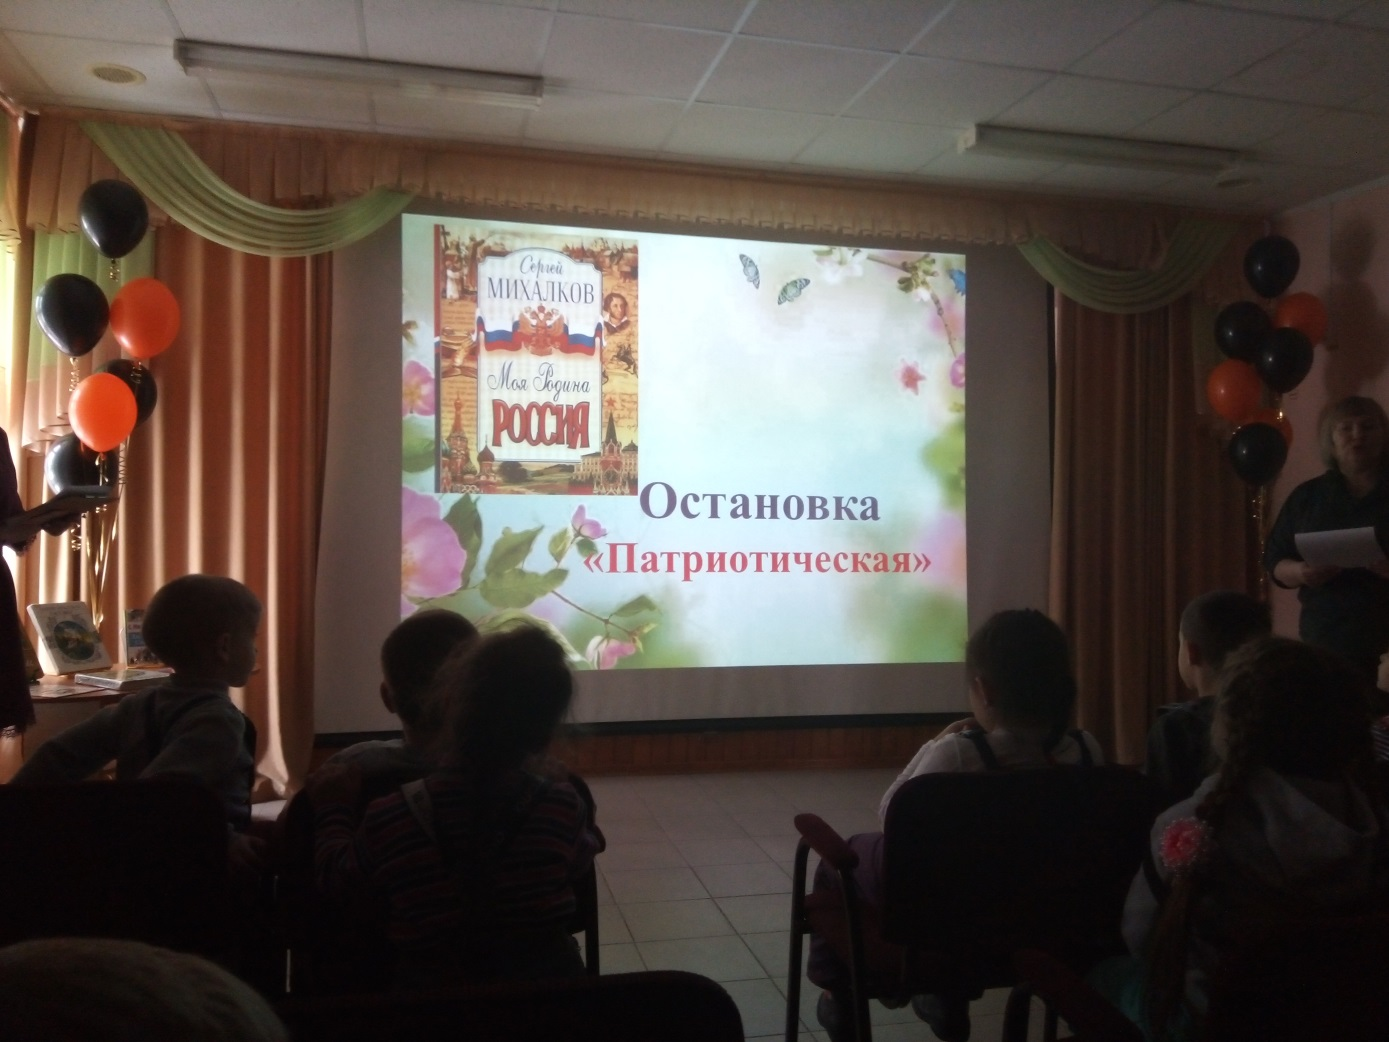 Сергей
МИХАЛКОВ
Моя Родина
РОССИЯ
Остановка
«Патриотическая»